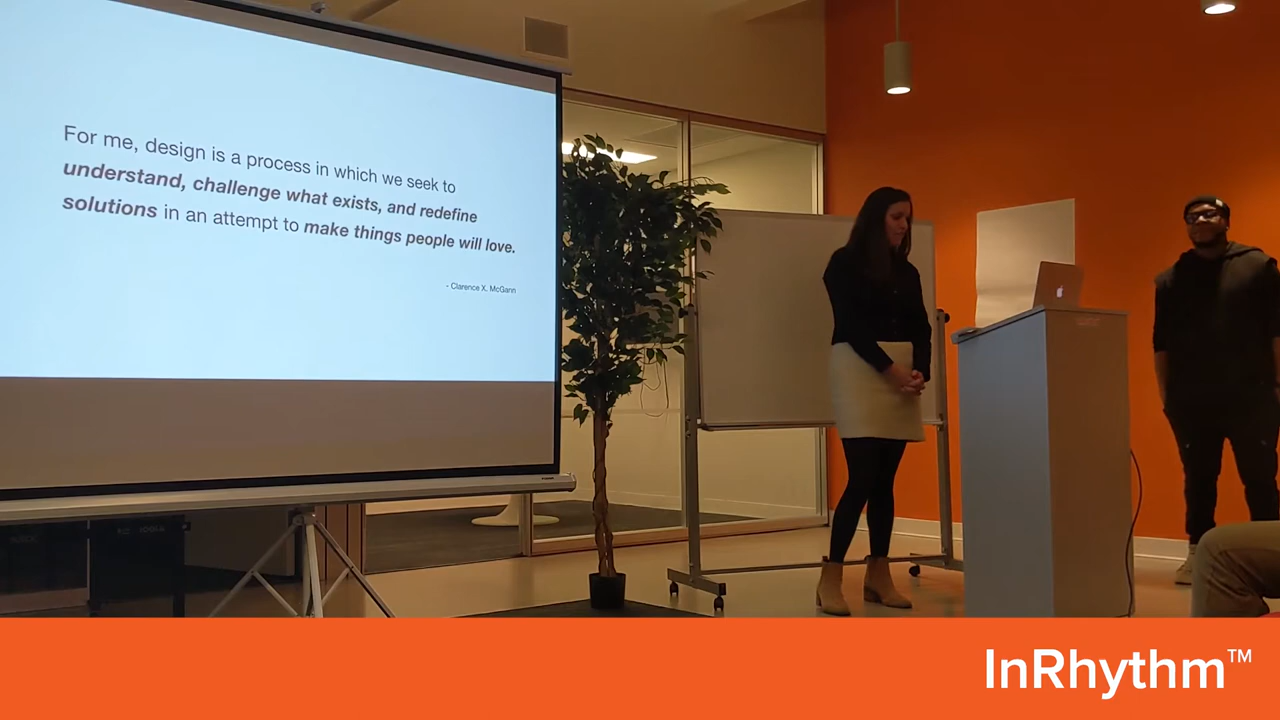 For me, design is a process in which we seek to
understand, challenge what exists, and redefine
solutions in an attempt to make things people will love.
- Clarence X. McGann
InRhythm™